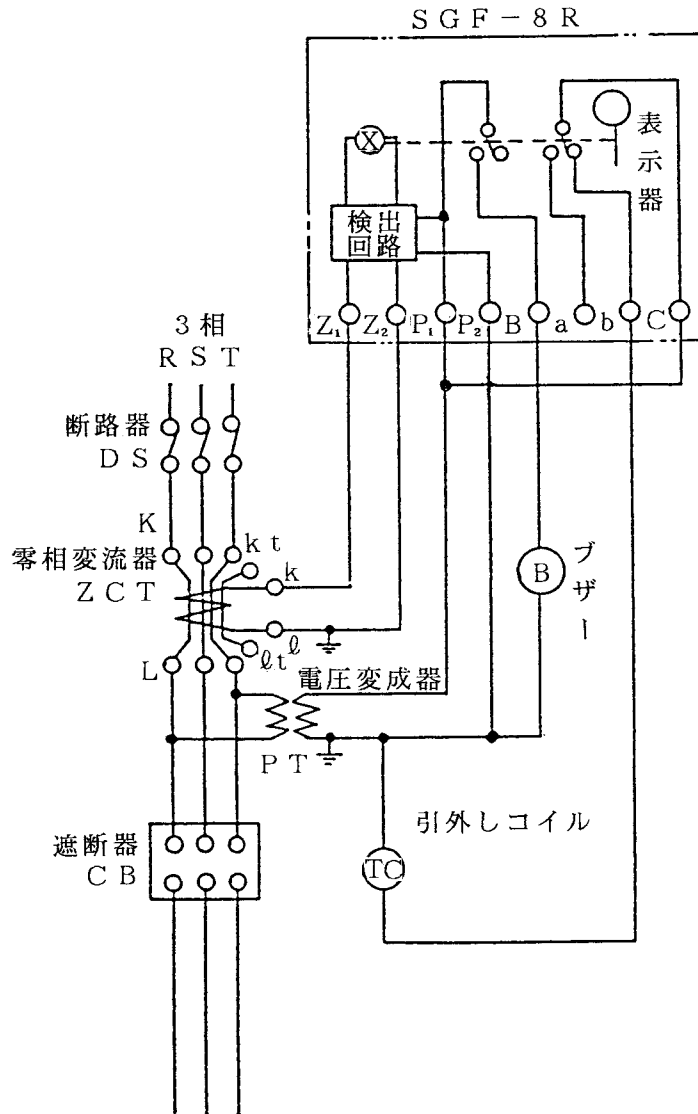 SGF-8R
表示器
X
検出
回路
Z₁ Z₂ P₁ P₂ B a b C
3相
R S T
断路器
DS
K
kt
零相変流器
ZCT
k
ℓ
ℓt
L
電圧変成器
PT
B
ブザー
引外しコイル
遮断器
CB
TC